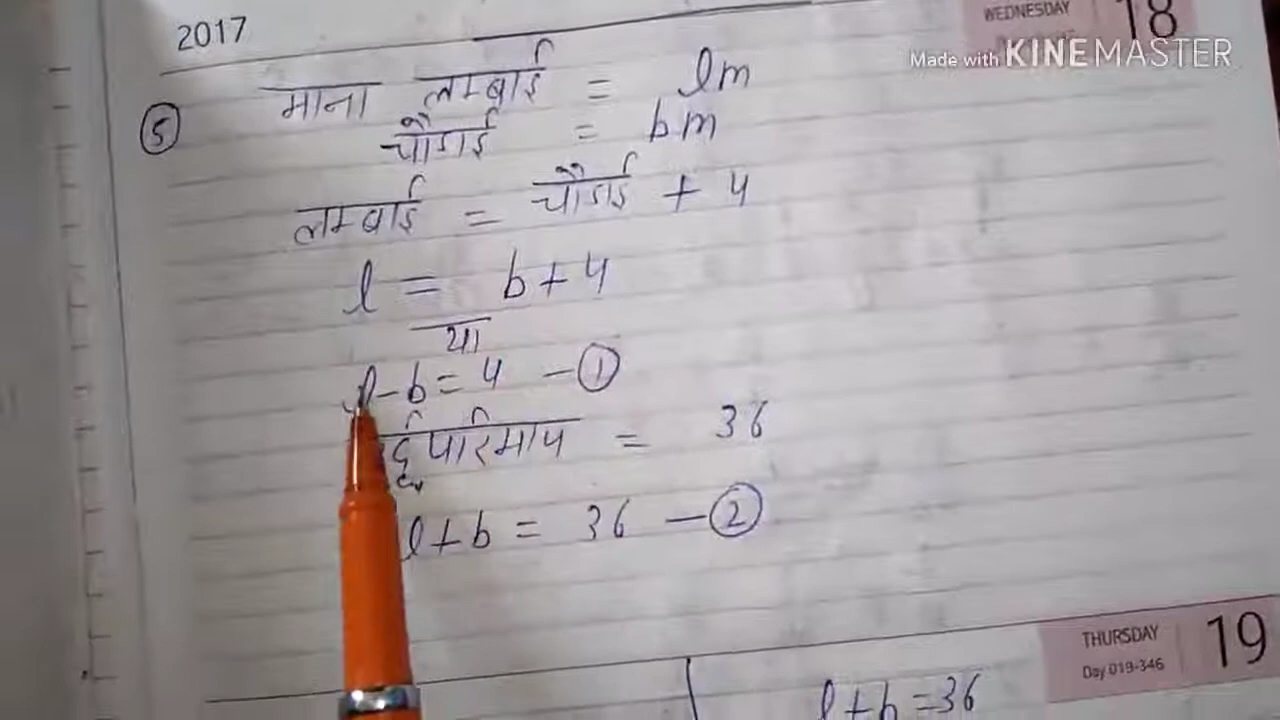 2017
WEDNESDAY
18
Made with KINEMASTER
5 माना लम्बाई = lm
चौडाई = bm
लम्बाई = चौडाई + 4
l = b+4
या
l-b=4 -①
र्द्ध परिमाप = 36
l+b = 36 -②
THURSDAY
19
Day 019-346
l+b=36